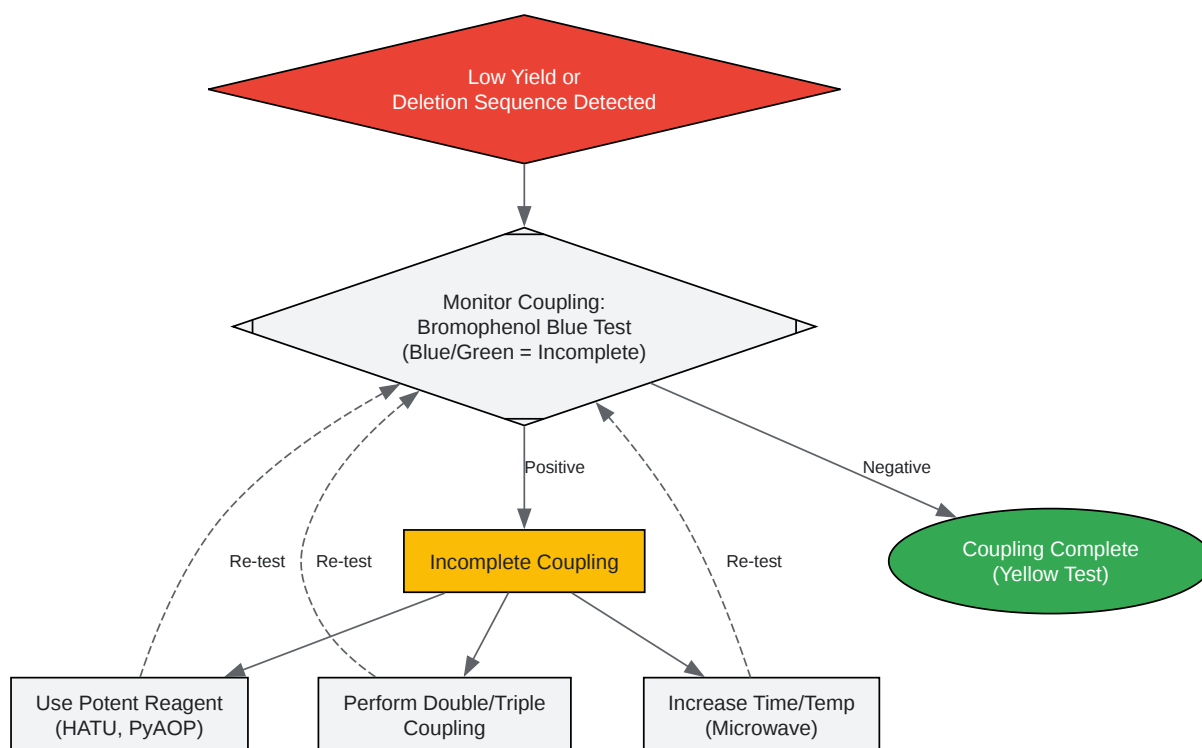 Low Yield or
Deletion Sequence Detected
Monitor Coupling:
Bromophenol Blue Test
(Blue/Green = Incomplete)
Positive
Negative
Incomplete Coupling
Coupling Complete
(Yellow Test)
Re-test
Re-test
Re-test
Use Potent Reagent
(HATU, PyAOP)
Perform Double/Triple
Coupling
Increase Time/Temp
(Microwave)